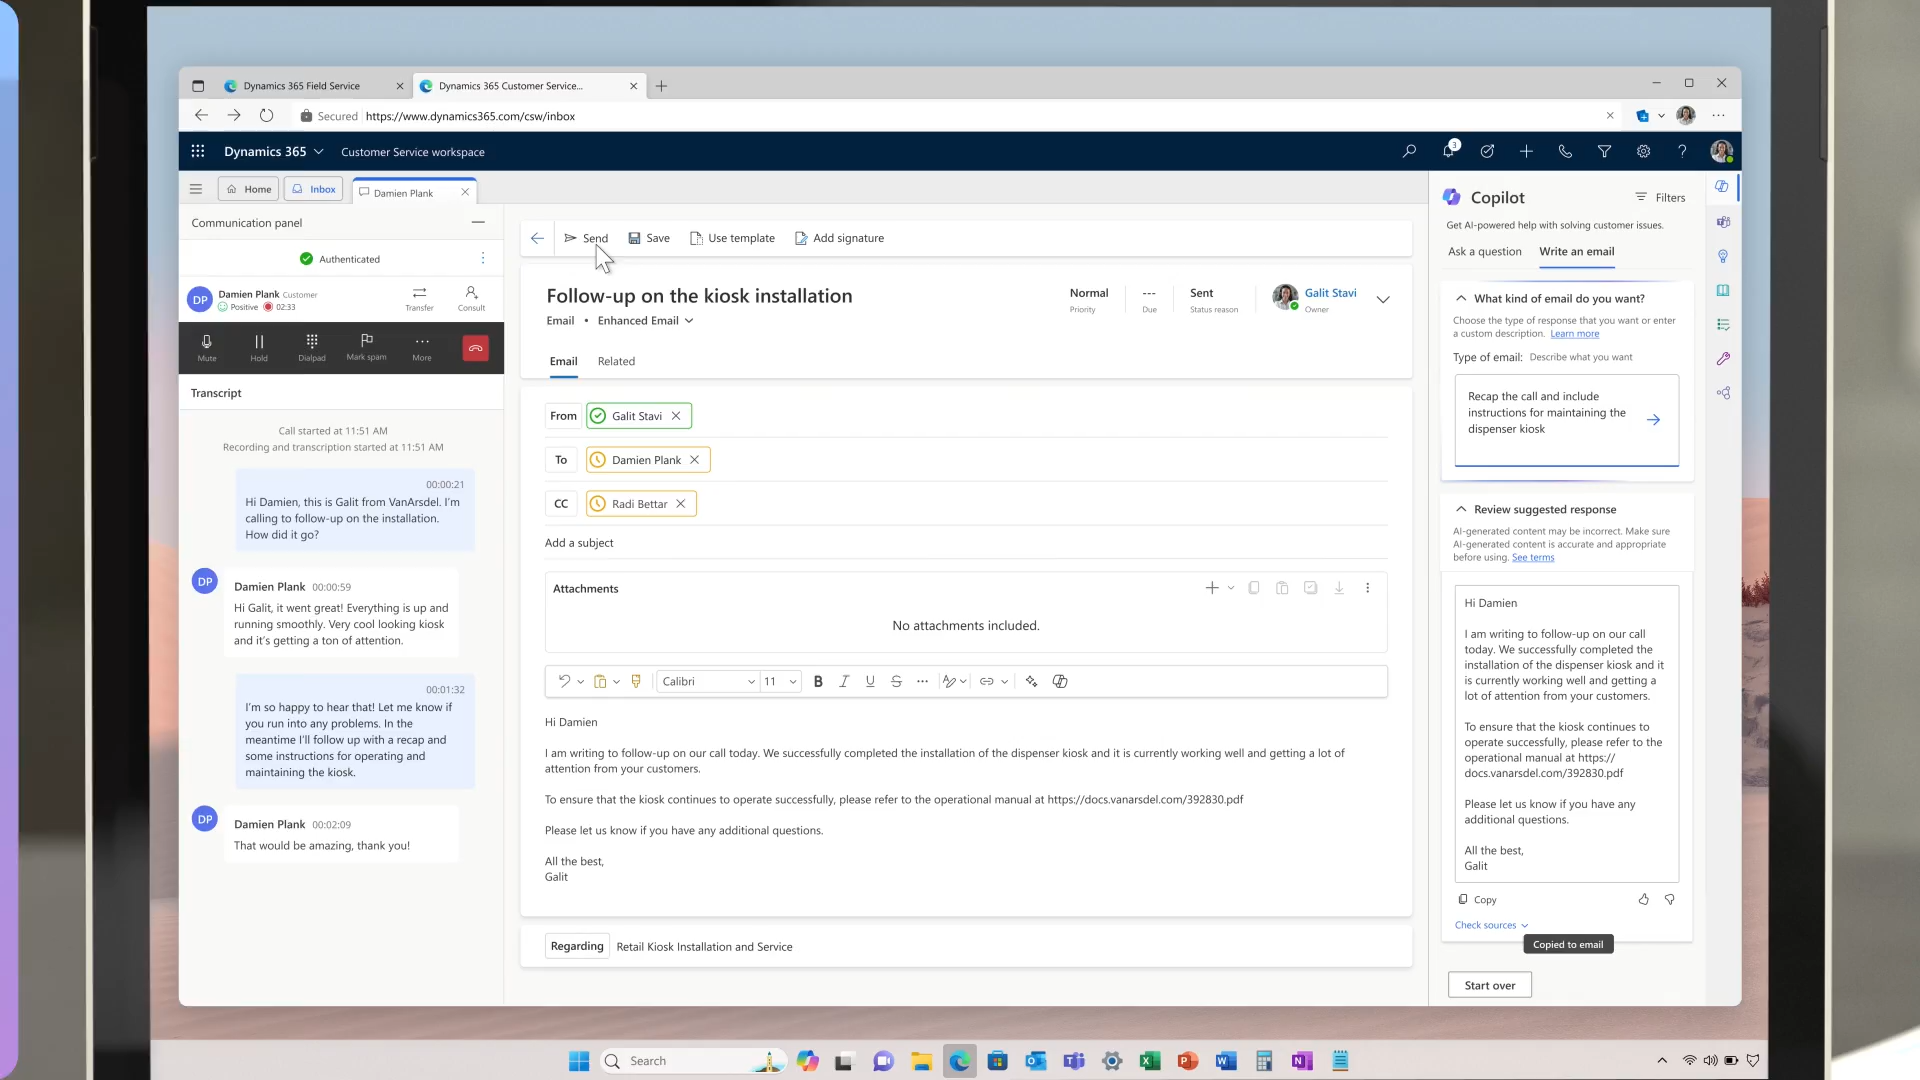 Dynamics 365 Field Service
Dynamics 365 Customer Service...
Secured https://www.dynamics365.com/csw/inbox
Dynamics 365
Customer Service workspace
3
Home
Inbox
Damien Plank
Communication panel
Authenticated
DP
Damien Plank Customer
Positive 02:33
Transfer
Consult
Mute
Hold
Dialpad
Mark spam
More
Transcript
Call started at 11:51 AM
Recording and transcription started at 11:51 AM
00:00:21
Hi Damien, this is Galit from VanArsdel. I'm
calling to follow-up on the installation.
How did it go?
DP
Damien Plank 00:00:59
Hi Galit, it went great! Everything is up and
running smoothly. Very cool looking kiosk
and it's getting a ton of attention.
00:01:32
I'm so happy to hear that! Let me know if
you run into any problems. In the
meantime I'll follow up with a recap and
some instructions for operating and
maintaining the kiosk.
DP
Damien Plank 00:02:09
That would be amazing, thank you!
Send
Save
Use template
Add signature
Follow-up on the kiosk installation
Email • Enhanced Email
Normal
Priority
---
Due
Sent
Status reason
Galit Stavi
Owner
Email
Related
From Galit Stavi
To Damien Plank
CC Radi Bettar
Add a subject
Attachments
No attachments included.
Calibri
11
B I U S
Hi Damien
I am writing to follow-up on our call today. We successfully completed the installation of the dispenser kiosk and it is currently working well and getting a lot of
attention from your customers.
To ensure that the kiosk continues to operate successfully, please refer to the operational manual at https://docs.vanarsdel.com/392830.pdf
Please let us know if you have any additional questions.
All the best,
Galit
Regarding Retail Kiosk Installation and Service
Copilot
Filters
Get AI-powered help with solving customer issues.
Ask a question
Write an email
What kind of email do you want?
Choose the type of response that you want or enter
a custom description. Learn more
Type of email: Describe what you want
Recap the call and include
instructions for maintaining the
dispenser kiosk
Review suggested response
AI-generated content may be incorrect. Make sure
AI-generated content is accurate and appropriate
before using. See terms
Hi Damien
I am writing to follow-up on our call
today. We successfully completed the
installation of the dispenser kiosk and it
is currently working well and getting a
lot of attention from your customers.
To ensure that the kiosk continues to
operate successfully, please refer to the
operational manual at https://
docs.vanarsdel.com/392830.pdf
Please let us know if you have any
additional questions.
All the best,
Galit
Copy
Check sources
Copied to email
Start over
Search